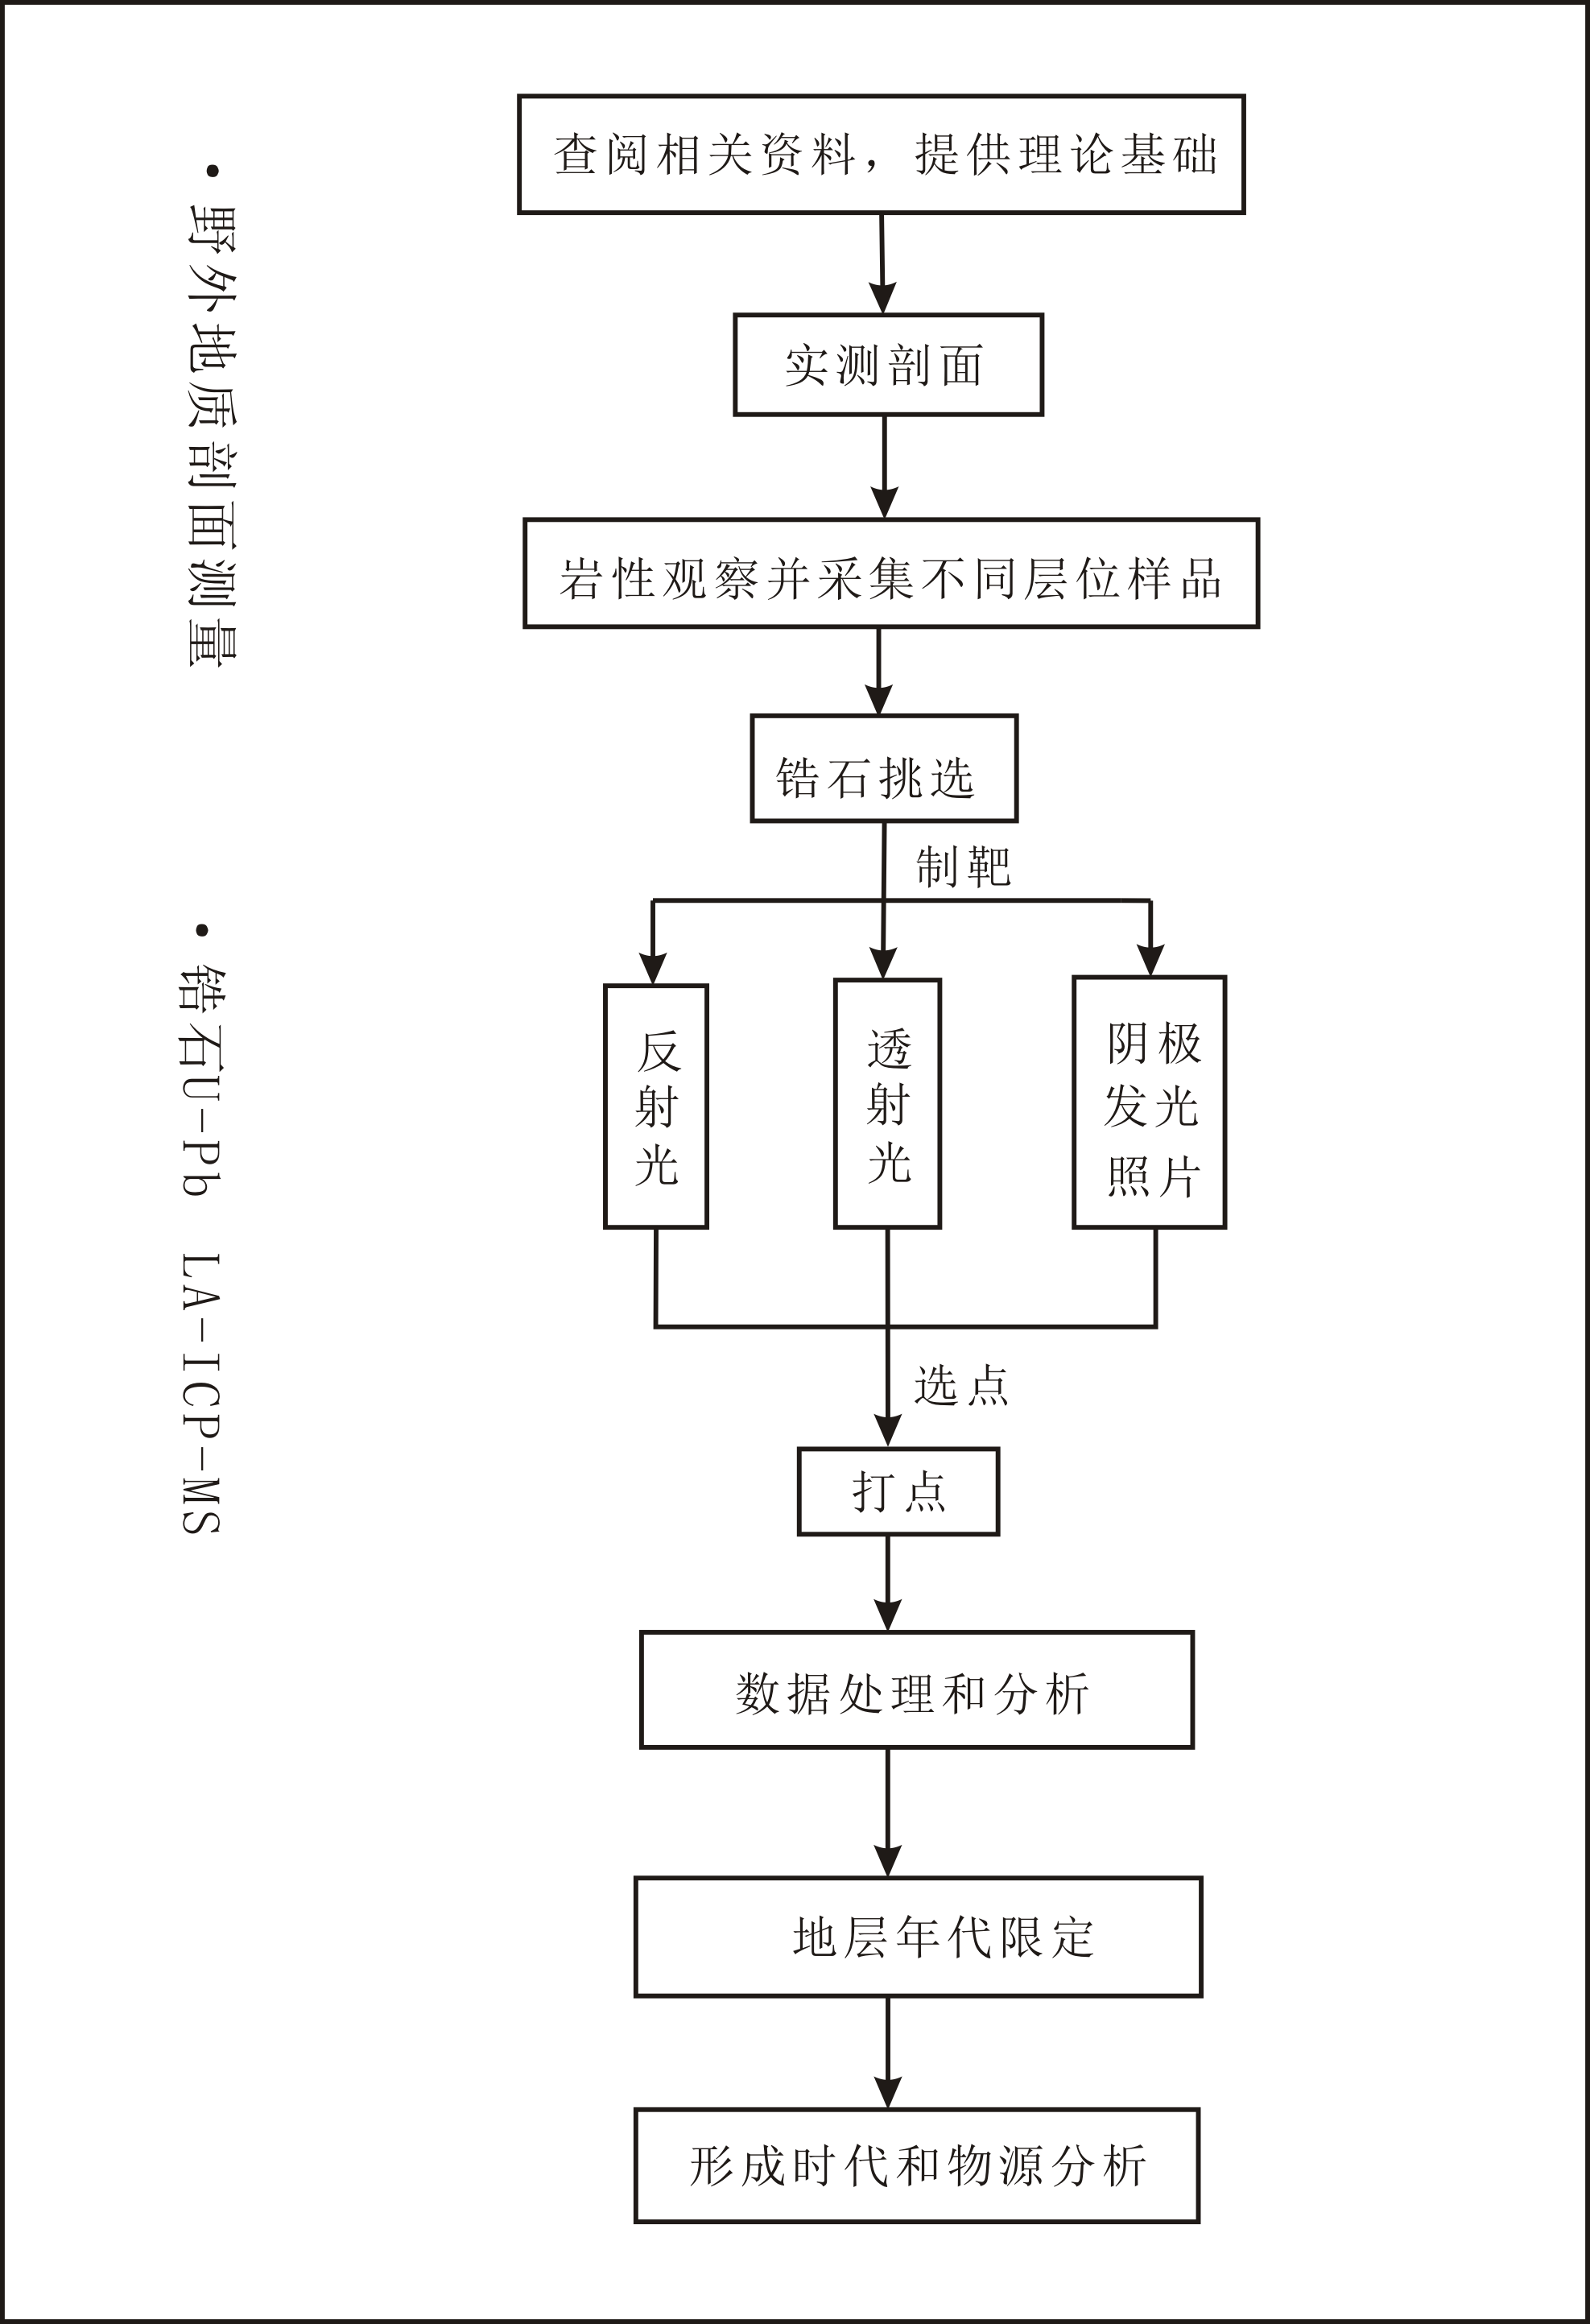 • 野外地质剖面测量
• 锆石U-Pb LA-ICP-MS
查阅相关资料，提供理论基础
实测剖面
岩性观察并采集不同层位样品
锆石挑选
制靶
反射光
透射光
阴极
发光
照片
选点
打点
数据处理和分析
地层年代限定
形成时代和物源分析